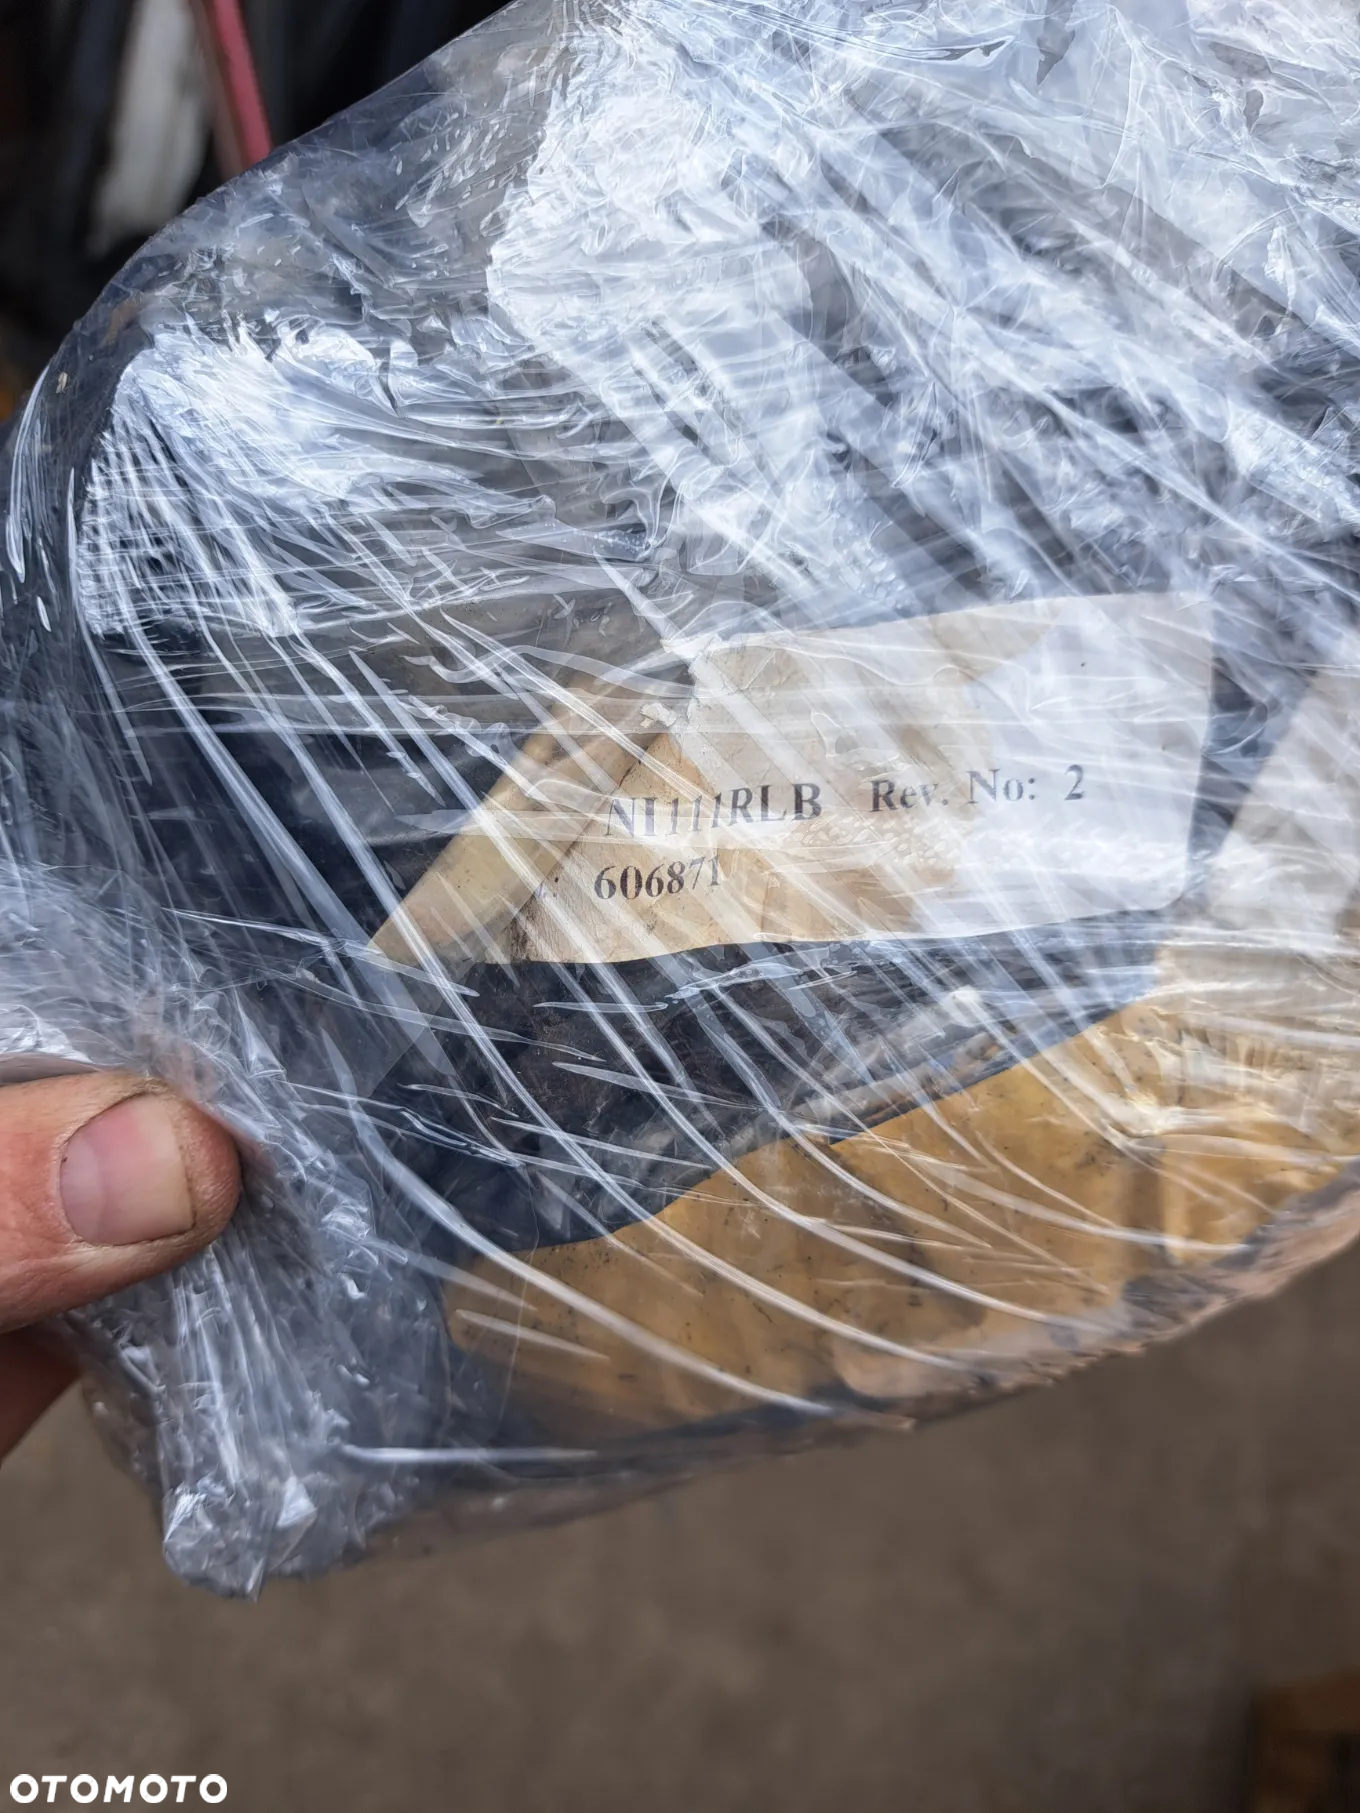 NI111RLB Rev. No: 2
: 606871
OTOMOTO